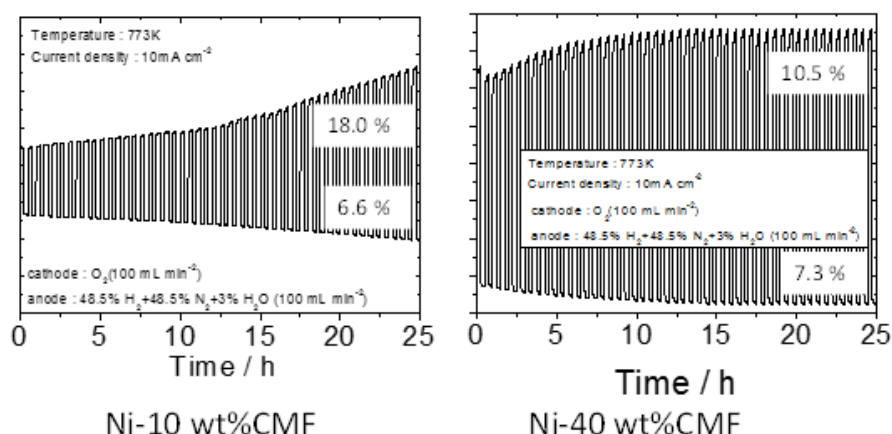 Temperature : 773K
Current density : 10mA cm⁻²
18.0 %
6.6 %
cathode : O₂(100 mL min⁻¹)
anode : 48.5% H₂+48.5% N₂+3% H₂O (100 mL min⁻¹)
0 5 10 15 20 25
Time / h
Ni-10 wt%CMF
10.5 %
Temperature : 773K
Current density : 10mA cm⁻²
cathode : O₂(100 mL min⁻¹)
anode : 48.5% H₂+48.5% N₂+3% H₂O (100 mL min⁻¹)
7.3 %
0 5 10 15 20 25
Time / h
Ni-40 wt%CMF